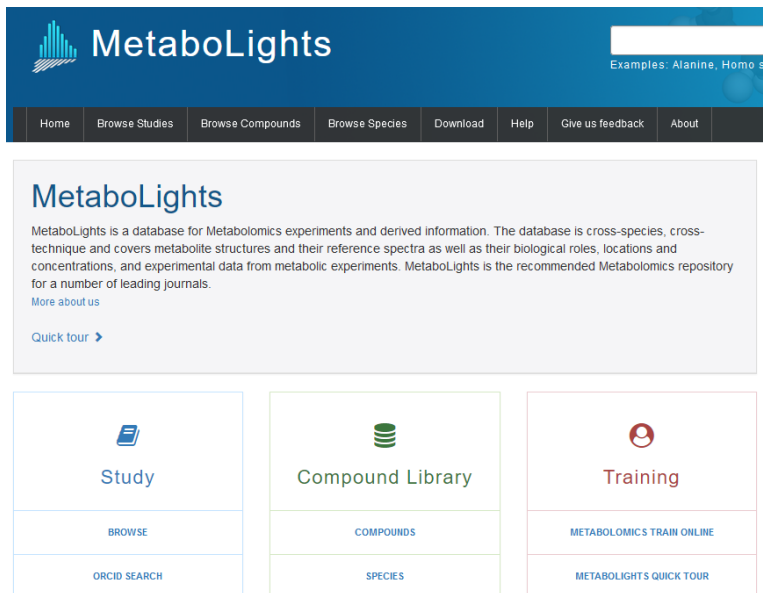 MetaboLights
Examples: Alanine, Homo s
Home Browse Studies Browse Compounds Browse Species Download Help Give us feedback About
MetaboLights
MetaboLights is a database for Metabolomics experiments and derived information. The database is cross-species, cross-
technique and covers metabolite structures and their reference spectra as well as their biological roles, locations and
concentrations, and experimental data from metabolic experiments. MetaboLights is the recommended Metabolomics repository
for a number of leading journals.
More about us
Quick tour
Study
BROWSE
ORCID SEARCH
Compound Library
COMPOUNDS
SPECIES
Training
METABOLOMICS TRAIN ONLINE
METABOLIGHTS QUICK TOUR